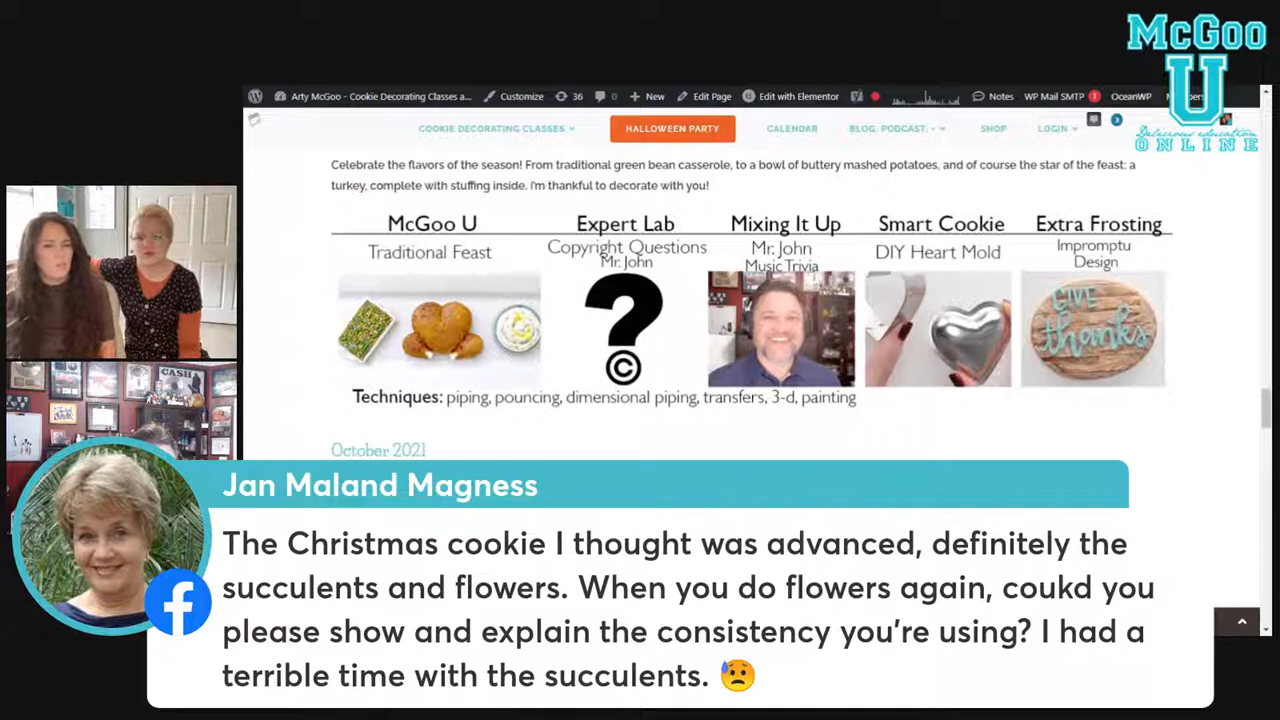 McGoo
U
Delicious education
ONLINE
Arty McGoo - Cookie Decorating Classes a... Customize 36 0 New Edit Page Edit with Elementor Notes WP Mail SMTP 1 OceanWP
COOKIE DECORATING CLASSES HALLOWEEN PARTY CALENDAR BLOG. PODCAST. SHOP LOGIN 3
Celebrate the flavors of the season! From traditional green bean casserole, to a bowl of buttery mashed potatoes, and of course the star of the feast: a
turkey, complete with stuffing inside. I'm thankful to decorate with you!
McGoo U Expert Lab Mixing It Up Smart Cookie Extra Frosting
Traditional Feast
Copyright Questions
Mr. John
Mr. John
Music Trivia
DIY Heart Mold
Impromptu
Design
?
©
GIVE
thanks
Techniques: piping, pouncing, dimensional piping, transfers, 3-d, painting
October 2021
CASH
Jan Maland Magness
The Christmas cookie I thought was advanced, definitely the
succulents and flowers. When you do flowers again, coukd you
please show and explain the consistency you're using? I had a
terrible time with the succulents. 😓